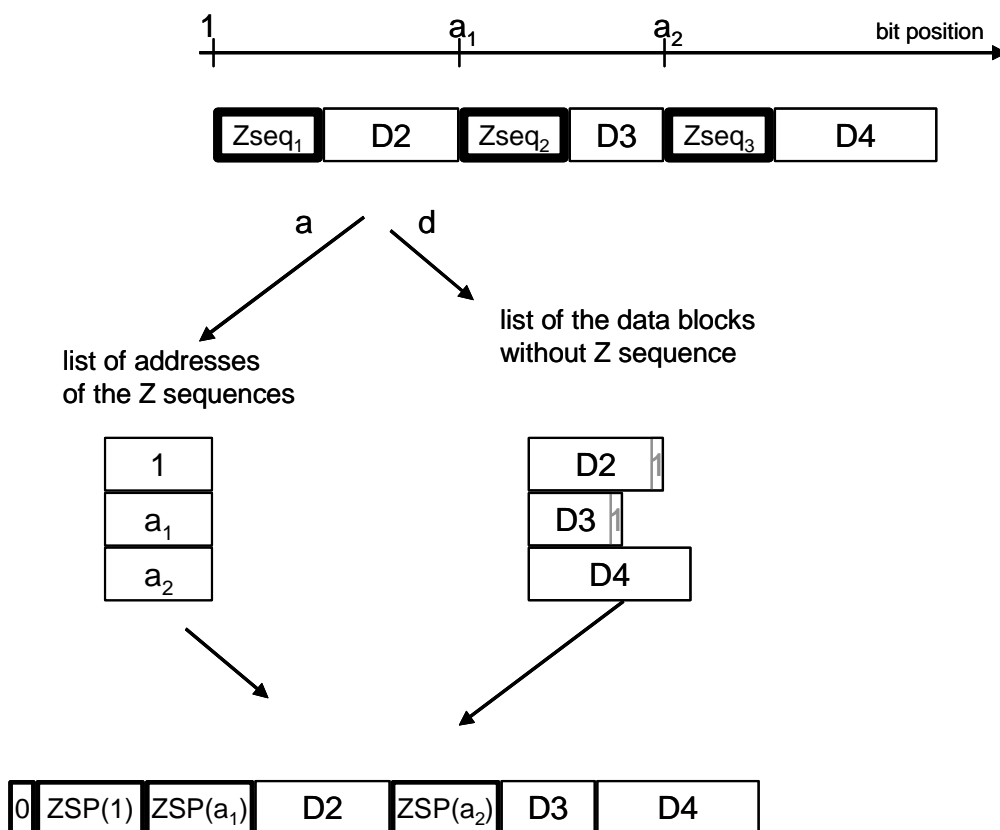 1 a₁ a₂ bit position
Zseq₁ D2 Zseq₂ D3 Zseq₃ D4
a d
list of the data blocks
without Z sequence
list of addresses
of the Z sequences
1
a₁
a₂
D2 1
D3 1
D4
0 ZSP(1) ZSP(a₁) D2 ZSP(a₂) D3 D4